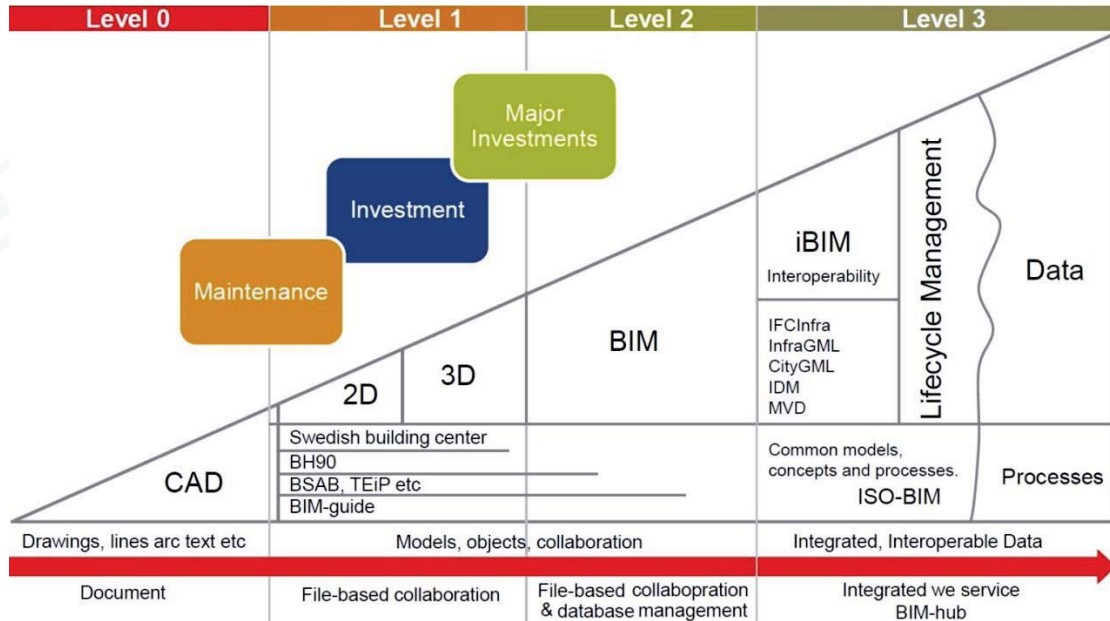 Level 0
Level 1
Level 2
Level 3
Major
Investments
Investment
Maintenance
CAD
2D
3D
BIM
iBIM
Interoperability
IFCInfra
InfraGML
CityGML
IDM
MVD
Lifecycle Management
Data
Swedish building center
BH90
BSAB, TEiP etc
BIM-guide
Common models,
concepts and processes.
ISO-BIM
Processes
Drawings, lines arc text etc
Models, objects, collaboration
Integrated, Interoperable Data
Document
File-based collaboration
File-based collabopration
& database management
Integrated we service
BIM-hub